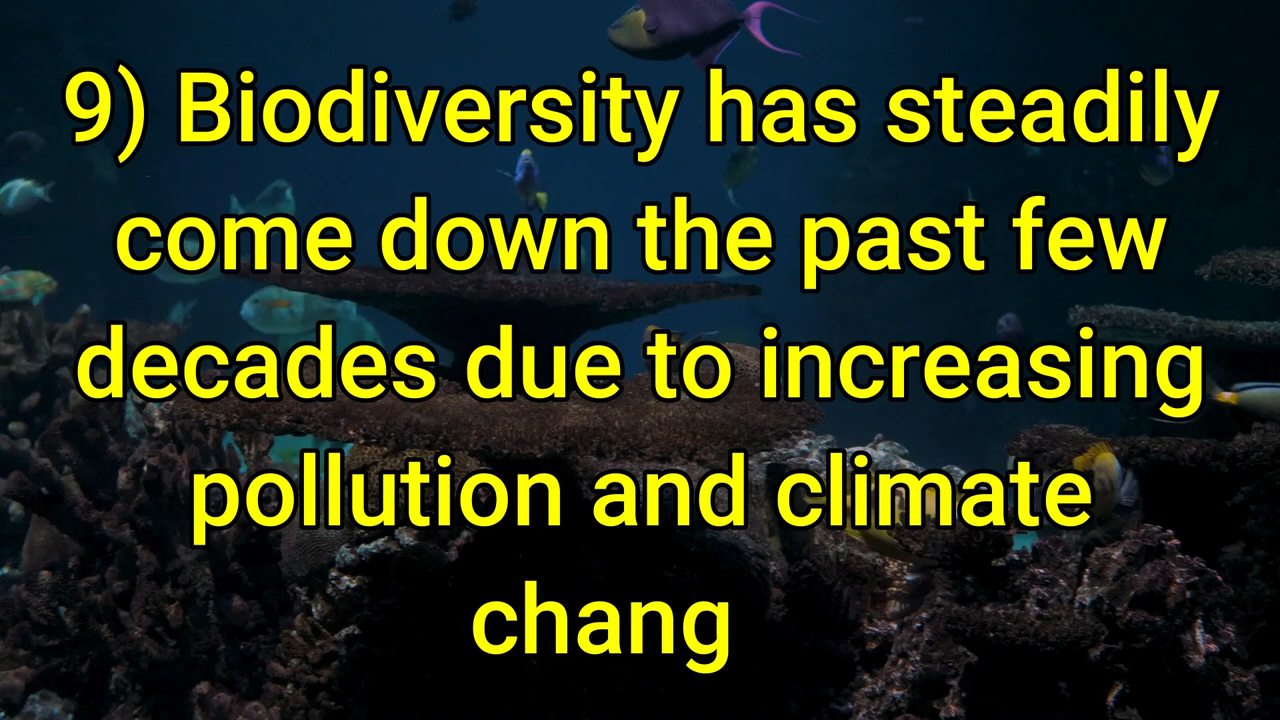 9) Biodiversity has steadily
come down the past few
decades due to increasing
pollution and climate
chang